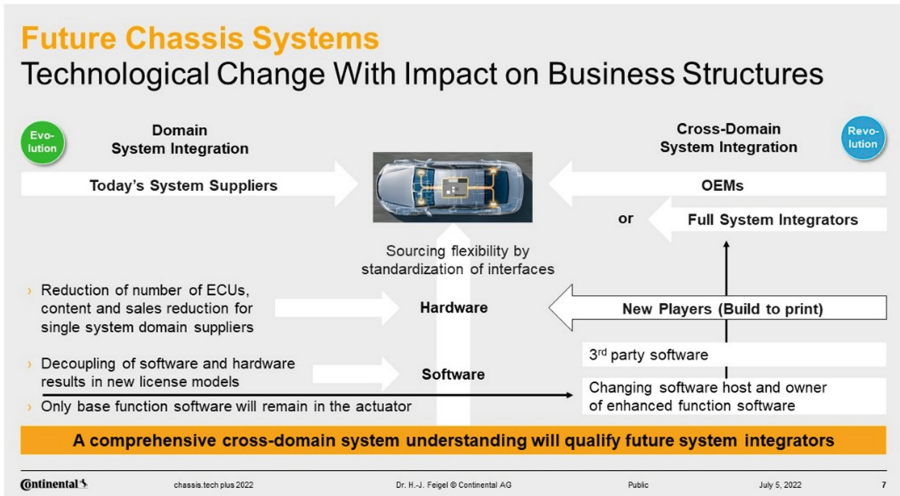 Future Chassis Systems
Technological Change With Impact on Business Structures
Evo-
lution
Domain
System Integration
Cross-Domain
System Integration
Revo-
lution
Today's System Suppliers
OEMs
or
Full System Integrators
Sourcing flexibility by
standardization of interfaces
› Reduction of number of ECUs,
content and sales reduction for
single system domain suppliers
Hardware
New Players (Build to print)
› Decoupling of software and hardware
results in new license models
Software
3rd party software
› Only base function software will remain in the actuator
Changing software host and owner
of enhanced function software
A comprehensive cross-domain system understanding will qualify future system integrators
Continental
chassis.tech plus 2022
Dr. H.-J. Feigel © Continental AG
Public
July 5, 2022
7